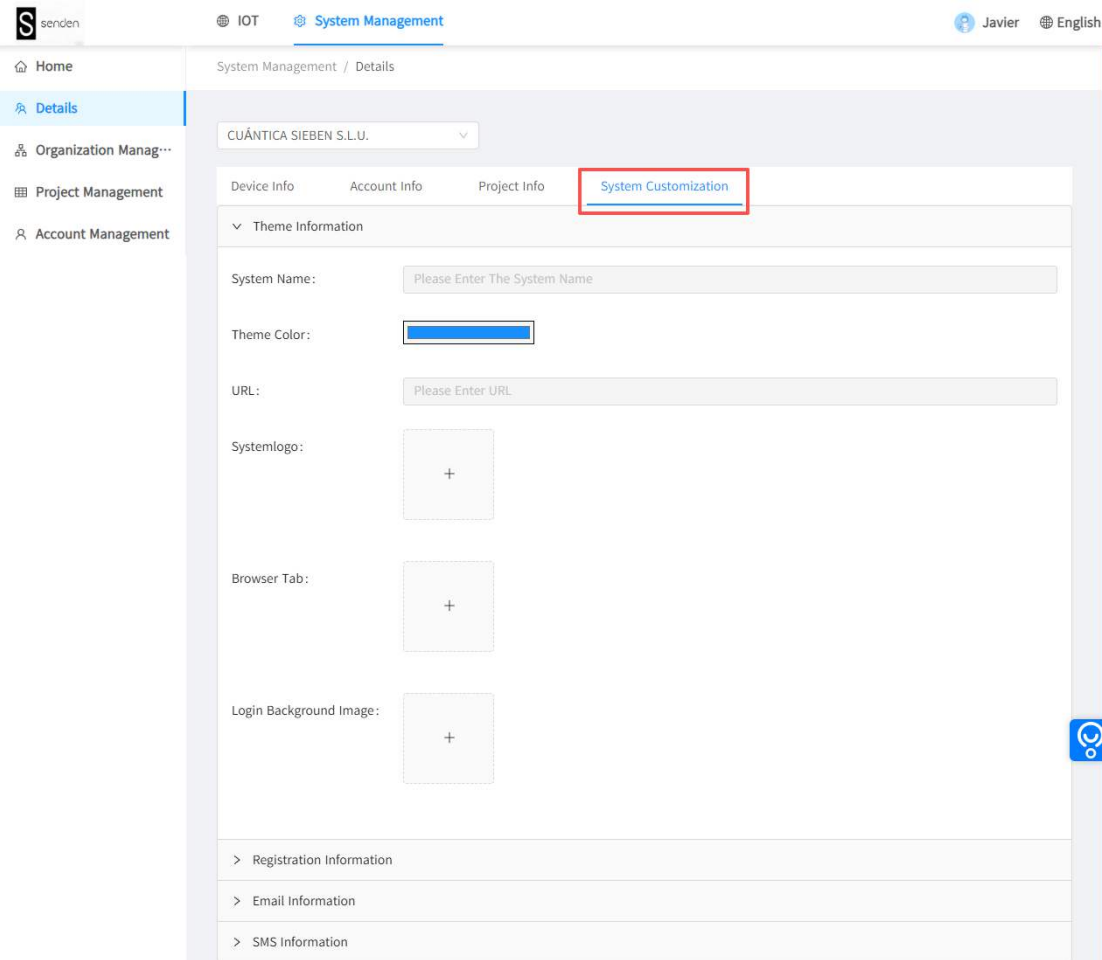 S senden
IOT
System Management
Javier
English
Home
Details
Organization Manag···
Project Management
Account Management
System Management / Details
CUÁNTICA SIEBEN S.L.U.
Device Info
Account Info
Project Info
System Customization
Theme Information
System Name:
Please Enter The System Name
Theme Color:
URL:
Please Enter URL
Systemlogo:
+
Browser Tab:
+
Login Background Image:
+
Registration Information
Email Information
SMS Information